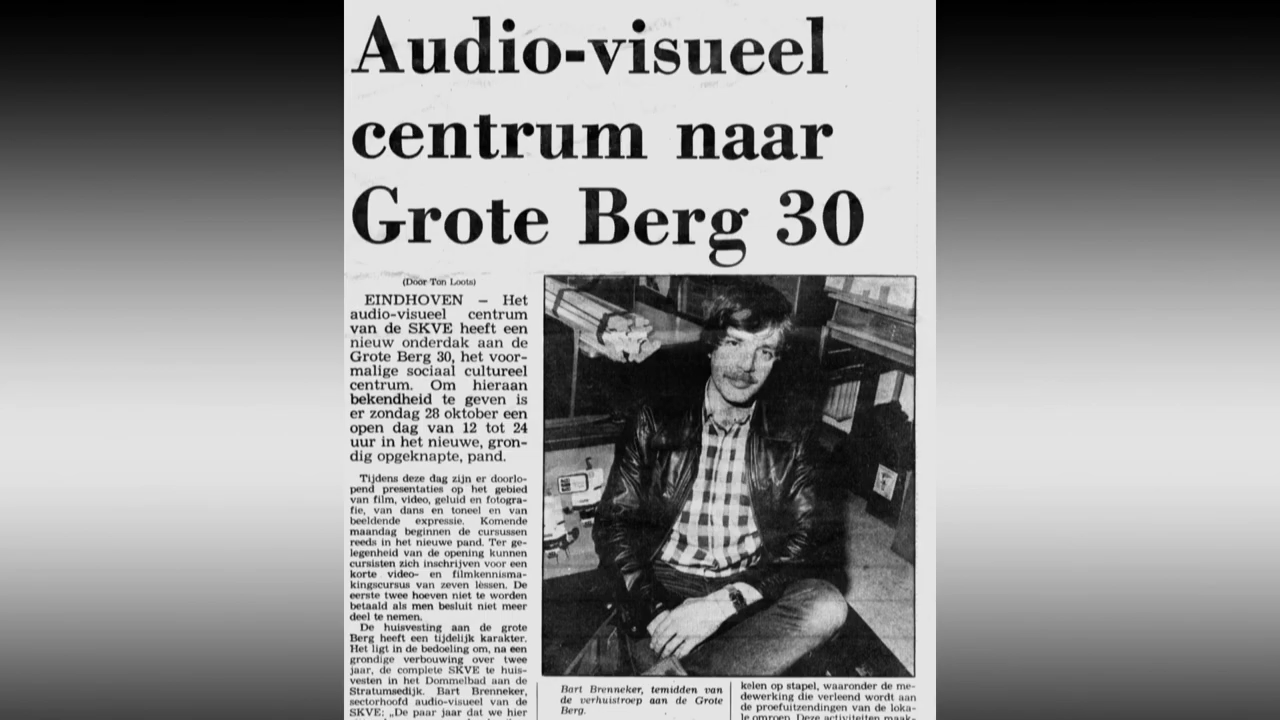 Audio-visueel
centrum naar
Grote Berg 30
(Door Ton Loots)
EINDHOVEN – Het
audio-visueel centrum
van de SKVE heeft een
nieuw onderdak aan de
Grote Berg 30, het voor-
malige sociaal cultureel
centrum. Om hieraan
bekendheid te geven is
er zondag 28 oktober een
open dag van 12 tot 24
uur in het nieuwe, gron-
dig opgeknapte, pand.
Tijdens deze dag zijn er doorlo-
pend presentaties op het gebied
van film, video, geluid en fotogra-
fie, van dans en toneel en van
beeldende expressie. Komende
maandag beginnen de cursussen
reeds in het nieuwe pand. Ter ge-
legenheid van de opening kunnen
cursisten zich inschrijven voor een
korte video- en filmkennisma-
kingscursus van zeven lèssen. De
eerste twee hoeven niet te worden
betaald als men besluit niet meer
deel te nemen.
De huisvesting aan de grote
Berg heeft een tijdelijk karakter.
Het ligt in de bedoeling om, na een
grondige verbouwing over twee
jaar, de complete SKVE te huis-
vesten in het Dommelbad aan de
Stratumsedijk. Bart Brenneker,
sectorhoofd audio-visueel van de
SKVE: „De paar jaar dat we hier
Bart Brenneker, temidden van
de verhuistroep aan de Grote
Berg.
kelen op stapel, waaronder de me-
dewerking die verleend wordt aan
de proefuitzendingen van de loka-
le omroep. Deze activiteiten maak-